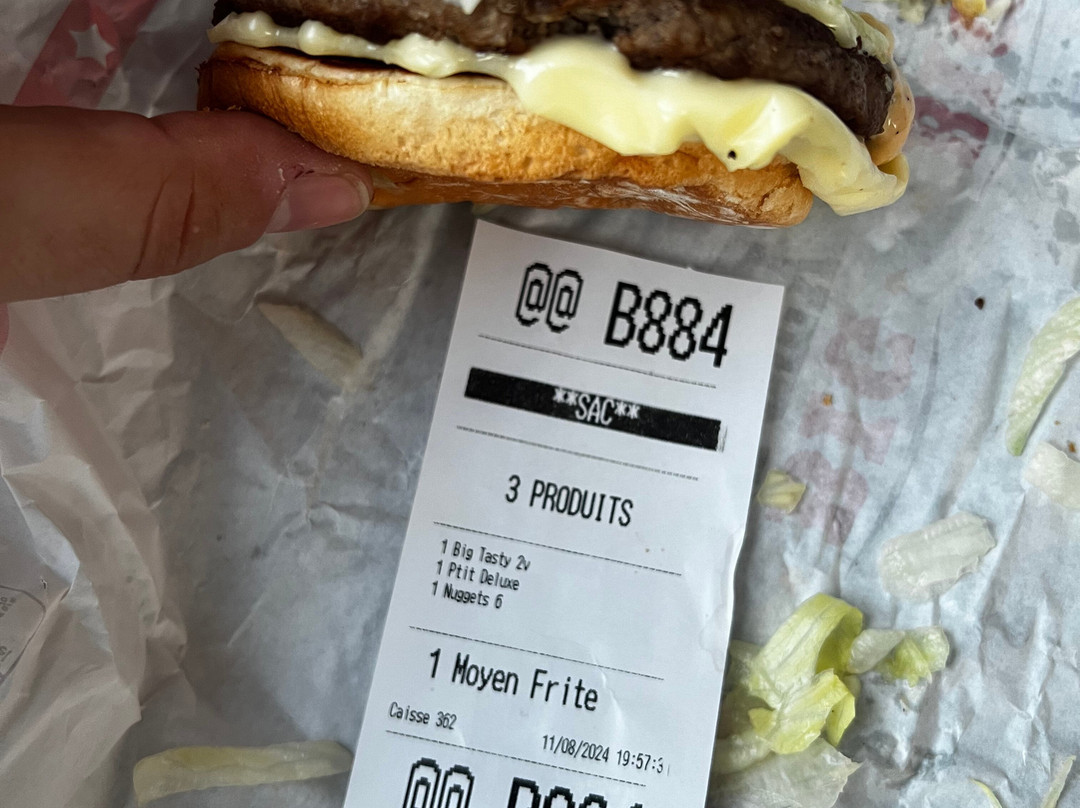 @@ B884
**SAC**
3 PRODUITS
1 Big Tasty 2v
1 Ptit Deluxe
1 Nuggets 6
1 Moyen Frite
Caisse 362
11/08/2024 19:57:3
@@